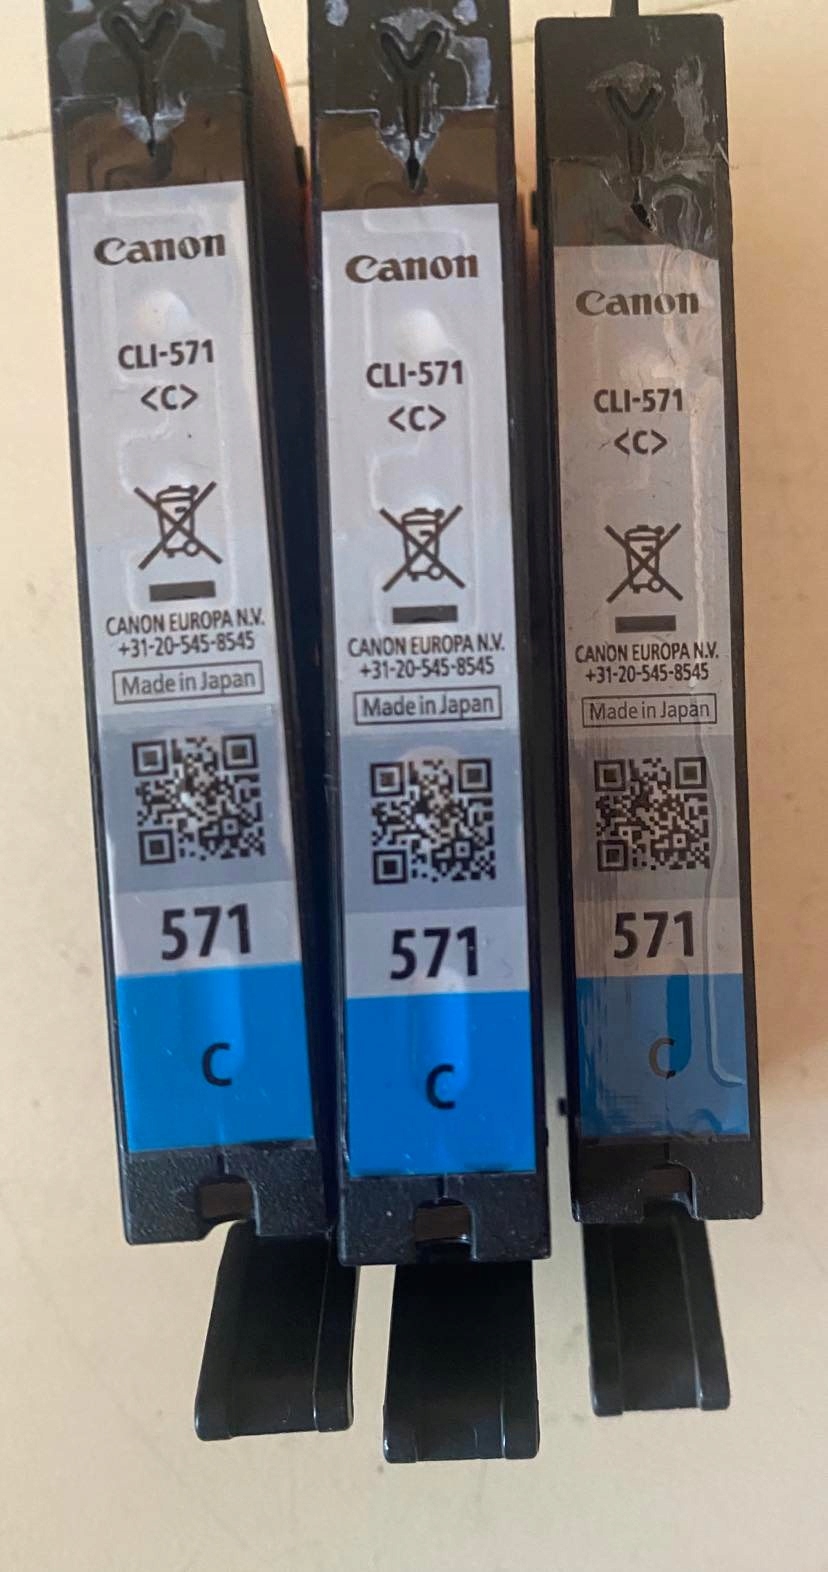 Canon
CLI-571
<C>
CANON EUROPA N.V.
+31-20-545-8545
Made in Japan
571
C
Canon
CLI-571
<C>
CANON EUROPA N.V.
+31-20-545-8545
Made in Japan
571
C
Canon
CLI-571
<C>
CANON EUROPA N.V.
+31-20-545-8545
Made in Japan
571
C